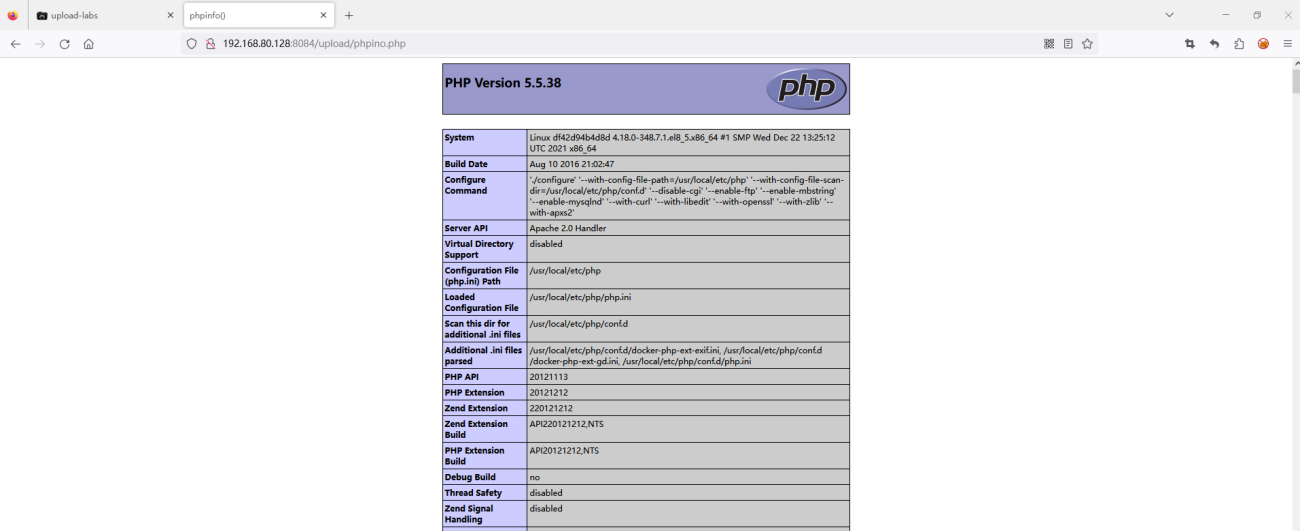 upload-labs
phpinfo()
192.168.80.128:8084/upload/phpino.php
PHP Version 5.5.38
php
System
Linux df42d94b4d8d 4.18.0-348.7.1.el8_5.x86_64 #1 SMP Wed Dec 22 13:25:12
UTC 2021 x86_64
Build Date
Aug 10 2016 21:02:47
Configure
Command
'./configure' '--with-config-file-path=/usr/local/etc/php' '--with-config-file-scan-
dir=/usr/local/etc/php/conf.d' '--disable-cgi' '--enable-ftp' '--enable-mbstring'
'--enable-mysqlnd' '--with-curl' '--with-libedit' '--with-openssl' '--with-zlib' '--
with-apxs2'
Server API
Apache 2.0 Handler
Virtual Directory
Support
disabled
Configuration File
(php.ini) Path
/usr/local/etc/php
Loaded
Configuration File
/usr/local/etc/php/php.ini
Scan this dir for
additional .ini files
/usr/local/etc/php/conf.d
Additional .ini files
parsed
/usr/local/etc/php/conf.d/docker-php-ext-exif.ini, /usr/local/etc/php/conf.d
/docker-php-ext-gd.ini, /usr/local/etc/php/conf.d/php.ini
PHP API
20121113
PHP Extension
20121212
Zend Extension
220121212
Zend Extension
Build
API220121212,NTS
PHP Extension
Build
API20121212,NTS
Debug Build
no
Thread Safety
disabled
Zend Signal
Handling
disabled